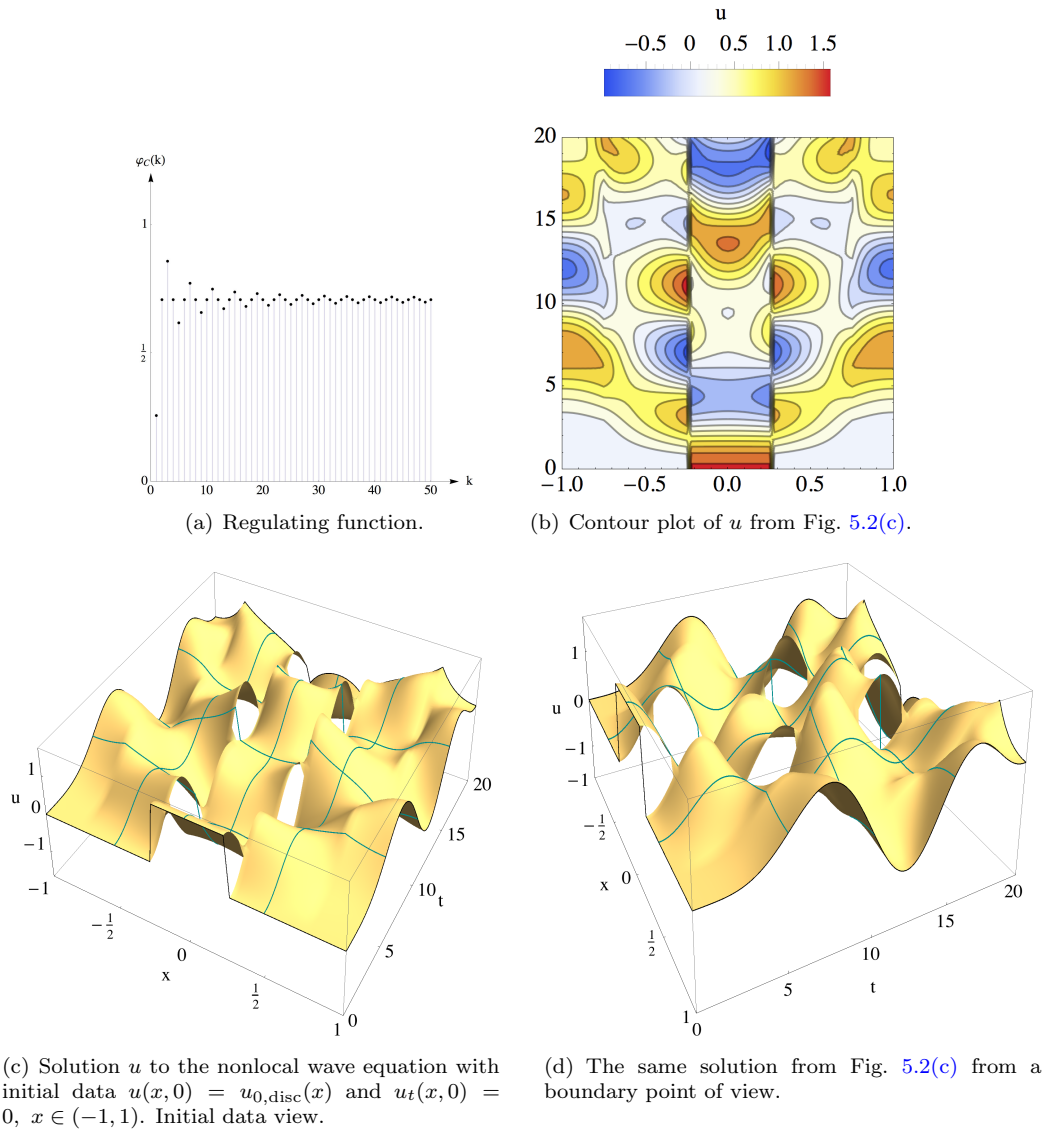 u
−0.5 0 0.5 1.0 1.5
φC(k)
1
1/2
0
0 10 20 30 40 50 k
(a) Regulating function.
20
15
10
5
0
−1.0 −0.5 0.0 0.5 1.0
(b) Contour plot of u from Fig. 5.2(c).
1
u 0
−1
−1
−1/2
0
x
1/2
1
0
5
10
t
15
20
1
u 0
−1
−1
−1/2
x 0
1/2
1
0
5
10
t
15
20
(c) Solution u to the nonlocal wave equation with
initial data u(x, 0) = u0,disc(x) and ut(x, 0) =
0, x ∈ (−1, 1). Initial data view.
(d) The same solution from Fig. 5.2(c) from a
boundary point of view.